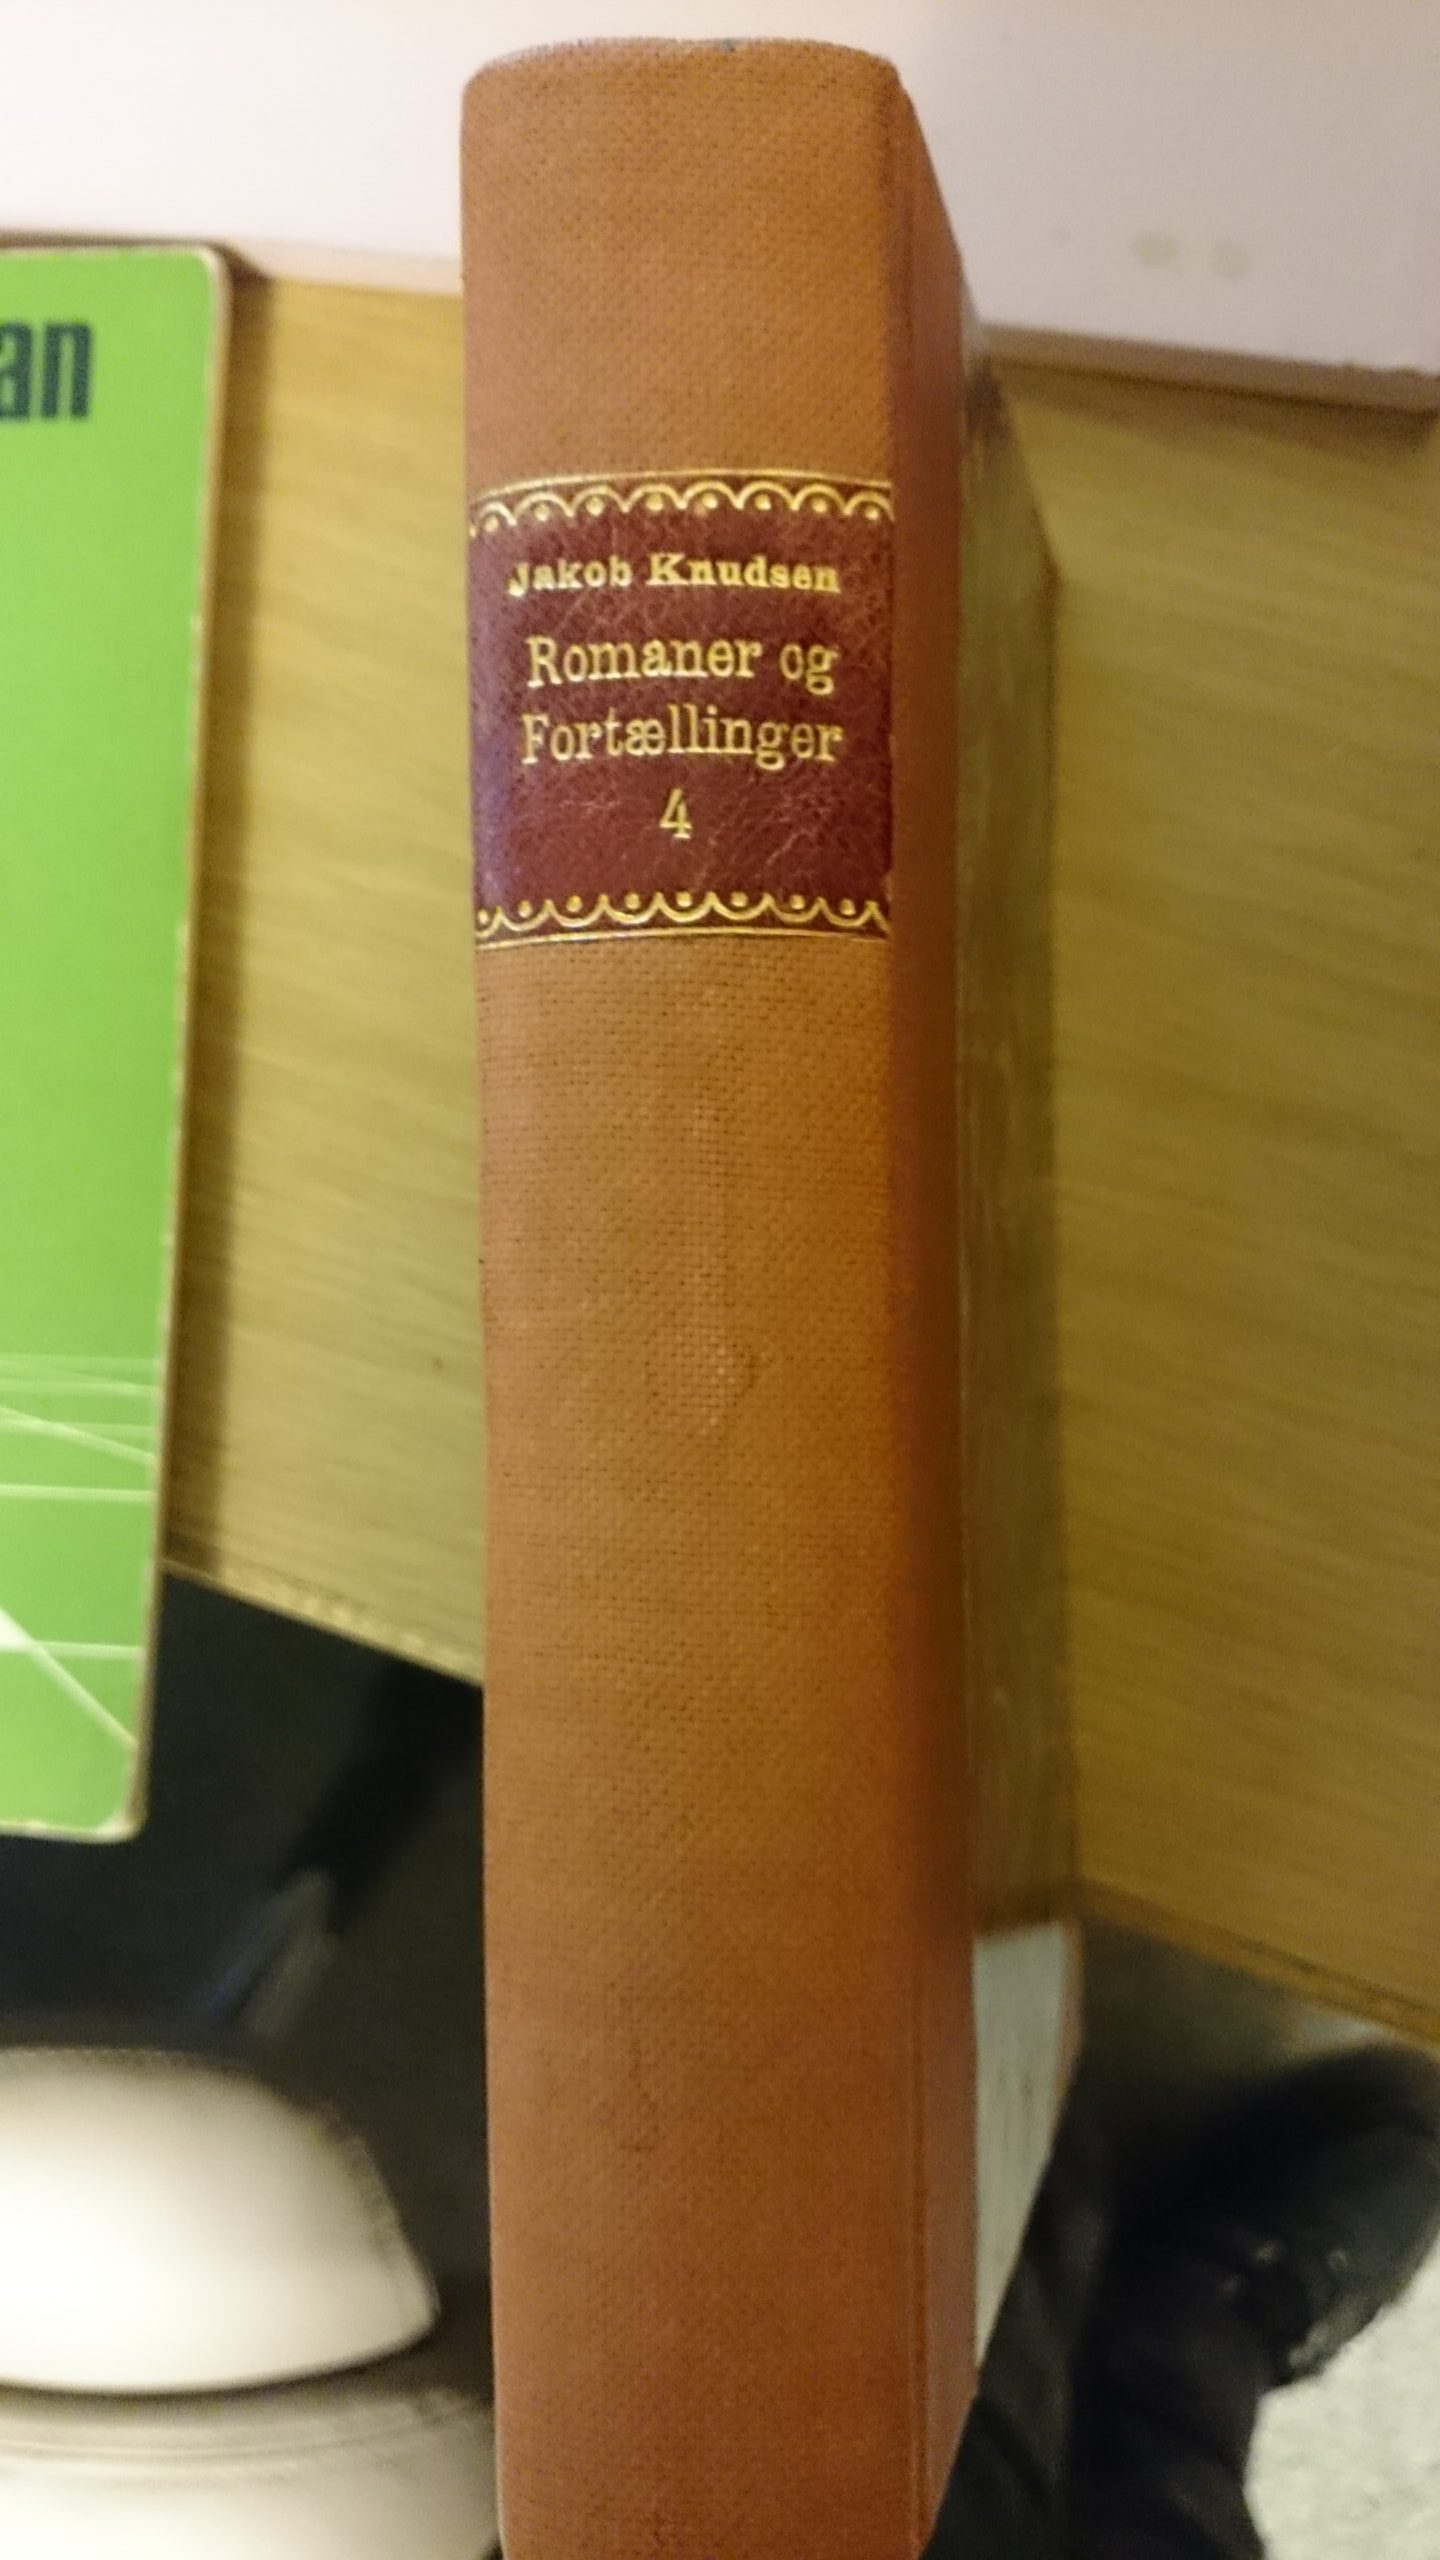 an
Jakob Knudsen
Romaner og
Fortællinger
4